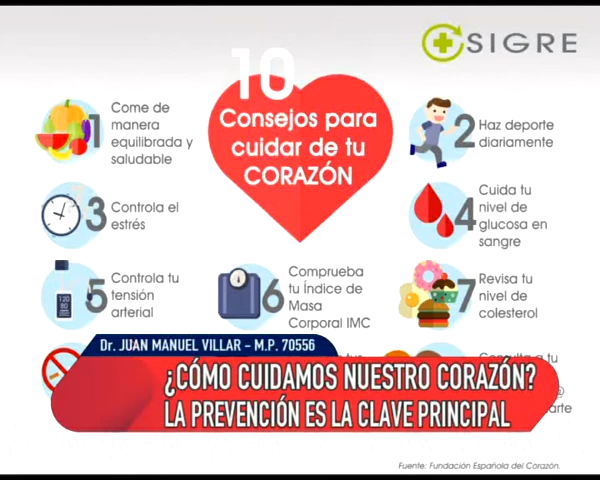 SIGRE
10
Consejos para
cuidar de tu
CORAZÓN
1
Come de
manera
equilibrada y
saludable
2
Haz deporte
diariamente
3
Controla el
estrés
4
Cuida tu
nivel de
glucosa en
sangre
5
Controla tu
tensión
arterial
120
80
6
Comprueba
tu Índice de
Masa
Corporal IMC
7
Revisa tu
nivel de
colesterol
Dr. JUAN MANUEL VILLAR - M.P. 70556
¿CÓMO CUIDAMOS NUESTRO CORAZÓN?
LA PREVENCIÓN ES LA CLAVE PRINCIPAL
Fuente: Fundación Española del Corazón.